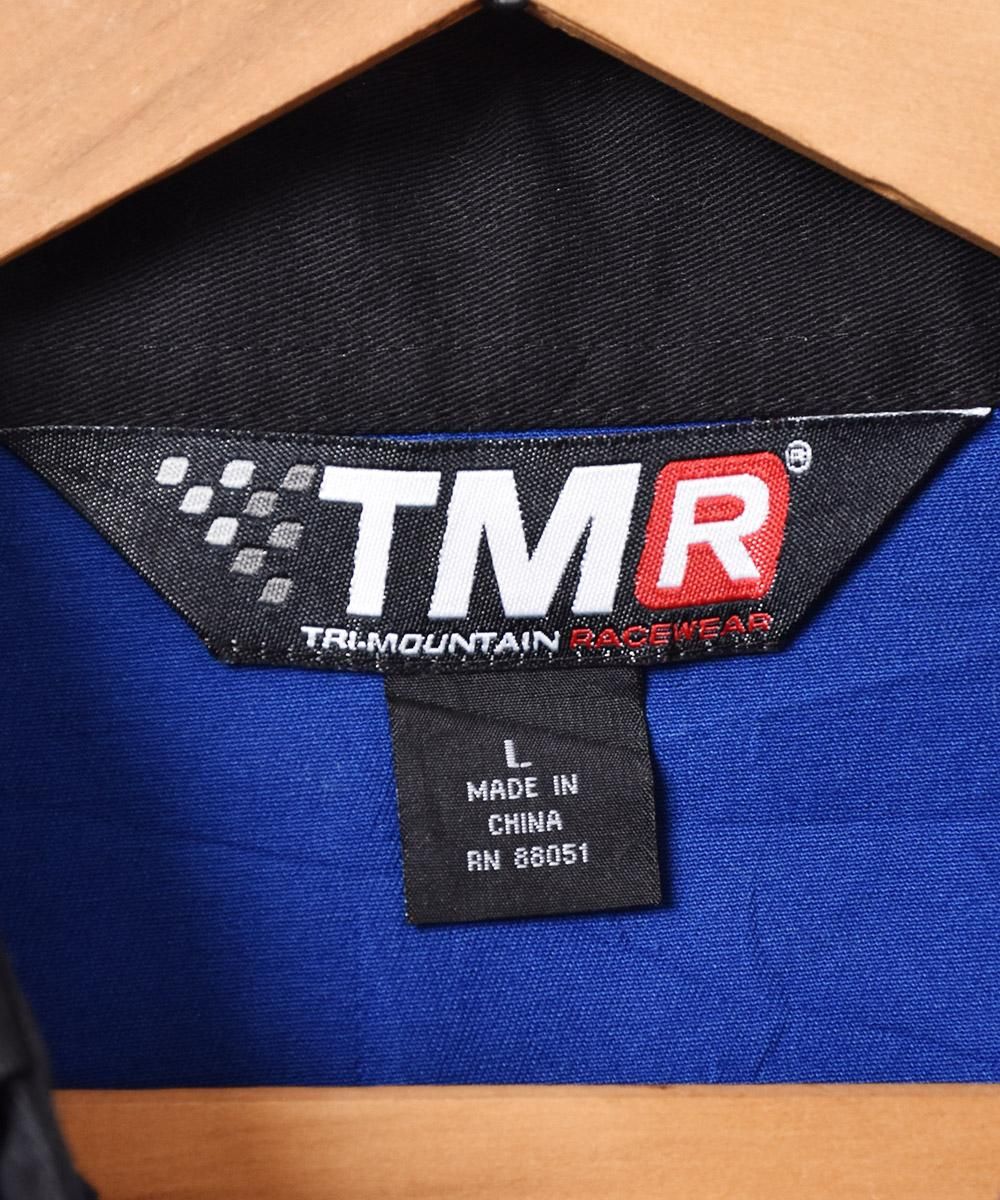 TMR®
TRI-MOUNTAIN RACEWEAR
L
MADE IN
CHINA
RN 88051